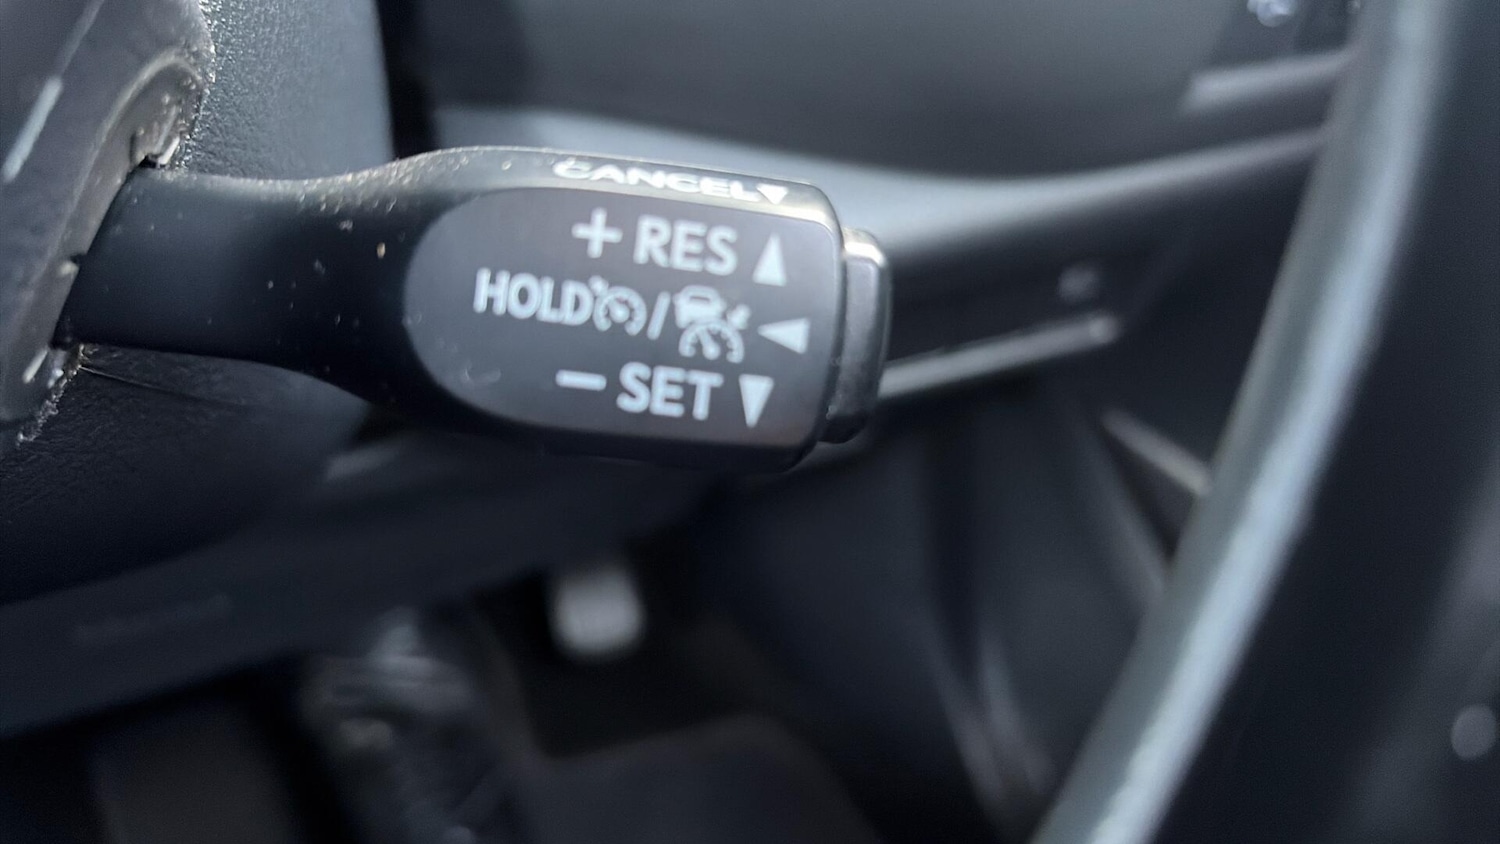 CANCEL▼
+ RES ▲
HOLD / ◀
− SET ▼